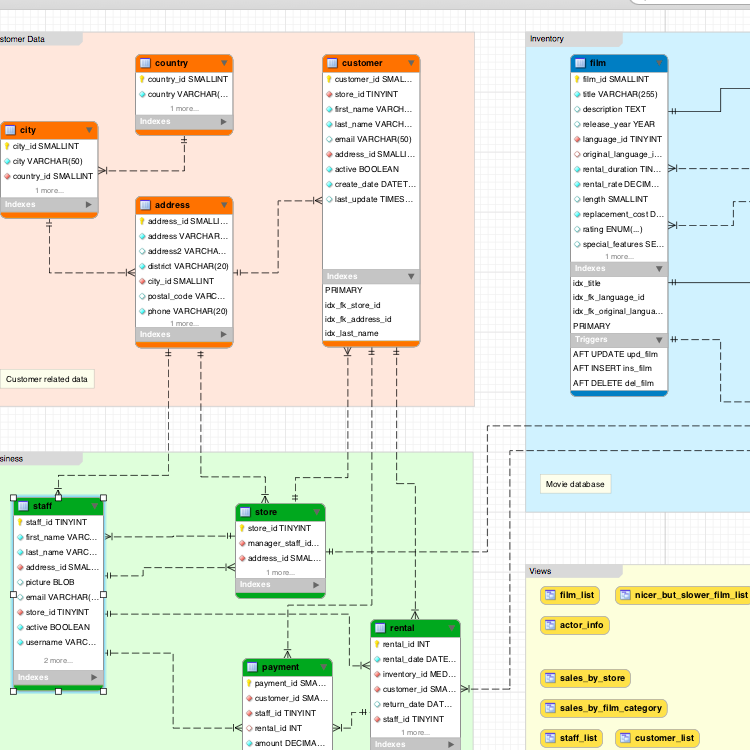 stomer Data
country
country_id SMALLINT
country VARCHAR(...
1 more...
Indexes
city
city_id SMALLINT
city VARCHAR(50)
country_id SMALLINT
1 more...
Indexes
address
address_id SMALLI...
address VARCHAR...
address2 VARCHA...
district VARCHAR(20)
city_id SMALLINT
postal_code VARC...
phone VARCHAR(20)
1 more...
Indexes
customer
customer_id SMAL...
store_id TINYINT
first_name VARCH...
last_name VARCH...
email VARCHAR(50)
address_id SMALLI...
active BOOLEAN
create_date DATET...
last_update TIMES...
Indexes
PRIMARY
idx_fk_store_id
idx_fk_address_id
idx_last_name
Customer related data
Inventory
film
film_id SMALLINT
title VARCHAR(255)
description TEXT
release_year YEAR
language_id TINYINT
original_language_i...
rental_duration TIN...
rental_rate DECIM...
length SMALLINT
replacement_cost D...
rating ENUM(...)
special_features SE...
1 more...
Indexes
idx_title
idx_fk_language_id
idx_fk_original_langua...
PRIMARY
Triggers
AFT UPDATE upd_film
AFT INSERT ins_film
AFT DELETE del_film
Movie database
siness
staff
staff_id TINYINT
first_name VARC...
last_name VARC...
address_id SMAL...
picture BLOB
email VARCHAR(...
store_id TINYINT
active BOOLEAN
username VARC...
2 more...
Indexes
store
store_id TINYINT
manager_staff_id...
address_id SMAL...
1 more...
Indexes
payment
payment_id SMA...
customer_id SMA...
staff_id TINYINT
rental_id INT
amount DECIMA...
rental
rental_id INT
rental_date DATE...
inventory_id MED...
customer_id SMA...
return_date DAT...
staff_id TINYINT
1 more...
Indexes
Views
film_list
nicer_but_slower_film_list
actor_info
sales_by_store
sales_by_film_category
staff_list
customer_list